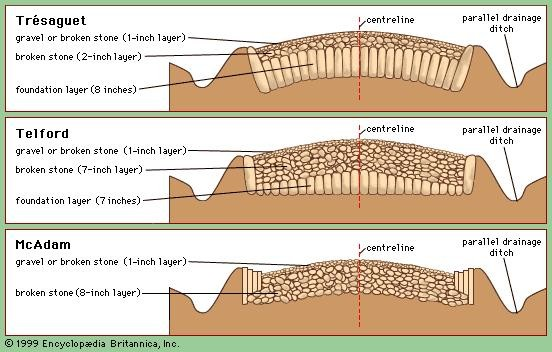 Trésaguet
centreline
parallel drainage
ditch
gravel or broken stone (1-inch layer)
broken stone (2-inch layer)
foundation layer (8 inches)
Telford
centreline
parallel drainage
ditch
gravel or broken stone (1-inch layer)
broken stone (7-inch layer)
foundation layer (7 inches)
McAdam
centreline
parallel drainage
ditch
gravel or broken stone (1-inch layer)
broken stone (8-inch layer)
© 1999 Encyclopædia Britannica, Inc.